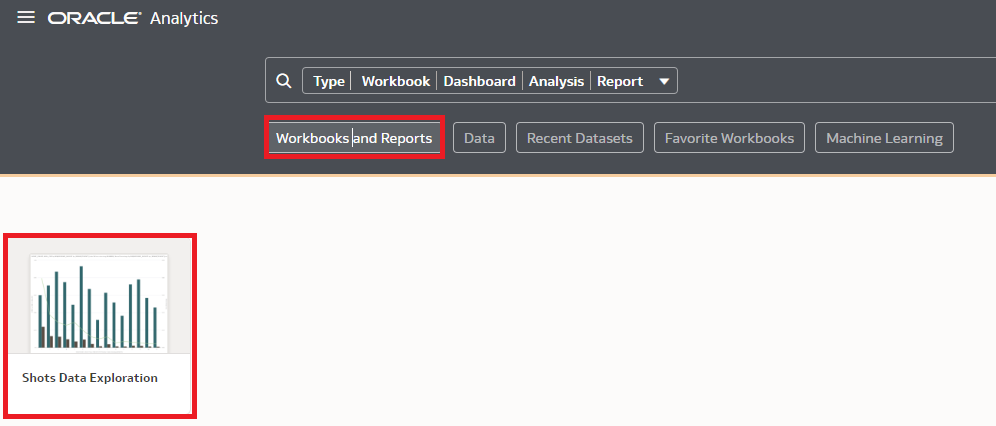 ORACLE Analytics
Type Workbook Dashboard Analysis Report
Workbooks and Reports Data Recent Datasets Favorite Workbooks Machine Learning
Shots Data Exploration